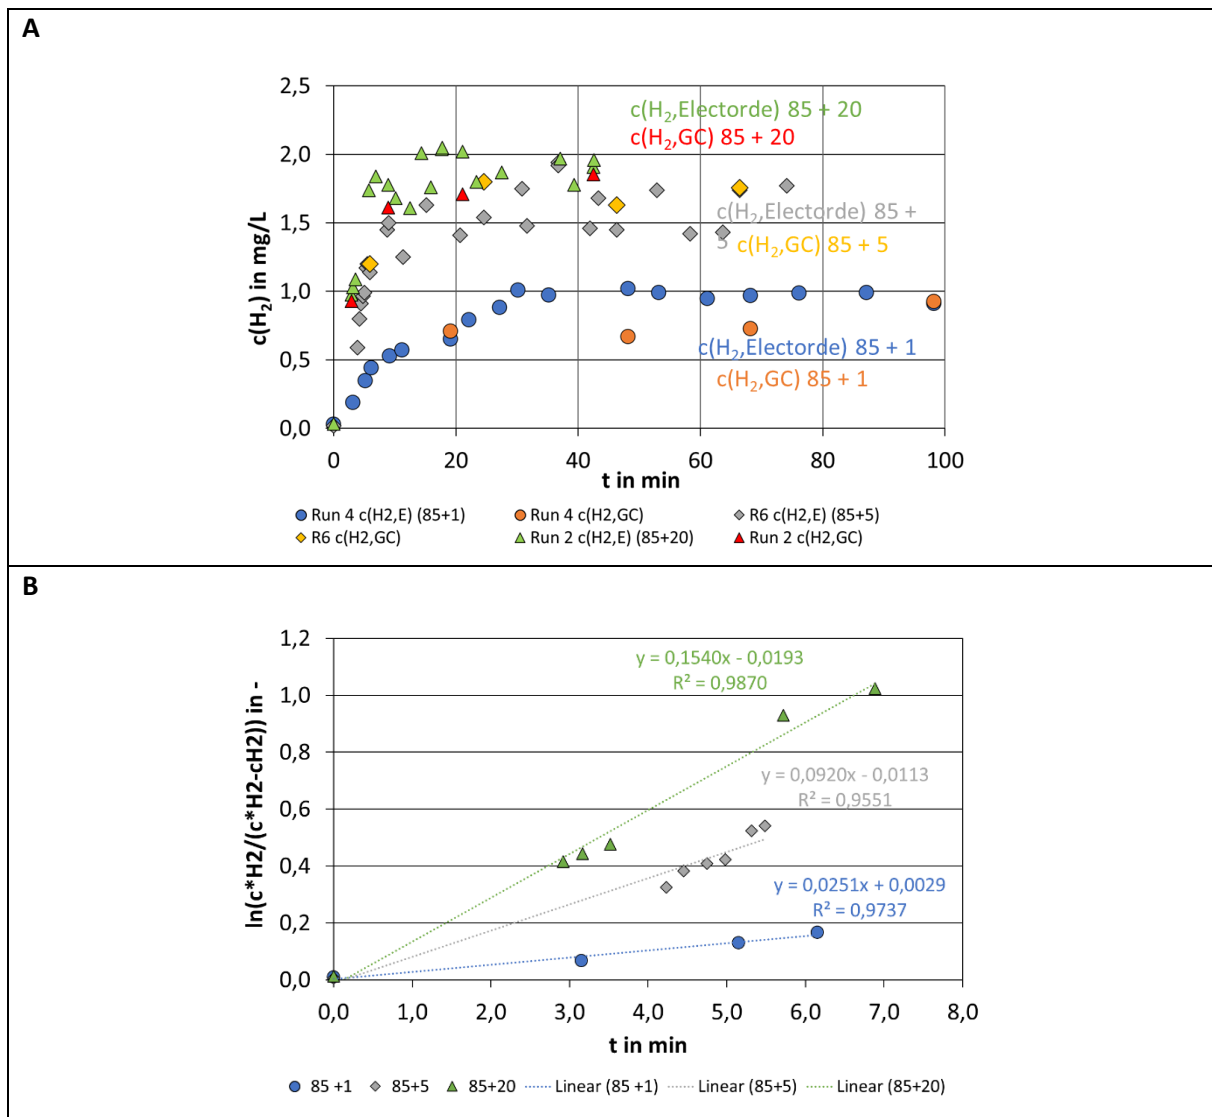 A
2,5
2,0
1,5
1,0
0,5
0,0
c(H2) in mg/L
c(H2,Electorde) 85 + 20
c(H2,GC) 85 + 20
c(H2,Electorde) 85 +
5
c(H2,GC) 85 + 5
c(H2,Electorde) 85 + 1
c(H2,GC) 85 + 1
0 20 40 60 80 100
t in min
Run 4 c(H2,E) (85+1) Run 4 c(H2,GC) R6 c(H2,E) (85+5)
R6 c(H2,GC) Run 2 c(H2,E) (85+20) Run 2 c(H2,GC)
B
1,2
1,0
0,8
0,6
0,4
0,2
0,0
ln(c*H2/(c*H2-cH2)) in -
y = 0,1540x - 0,0193
R² = 0,9870
y = 0,0920x - 0,0113
R² = 0,9551
y = 0,0251x + 0,0029
R² = 0,9737
0,0 1,0 2,0 3,0 4,0 5,0 6,0 7,0 8,0
t in min
85 +1 85+5 85+20 Linear (85 +1) Linear (85+5) Linear (85+20)